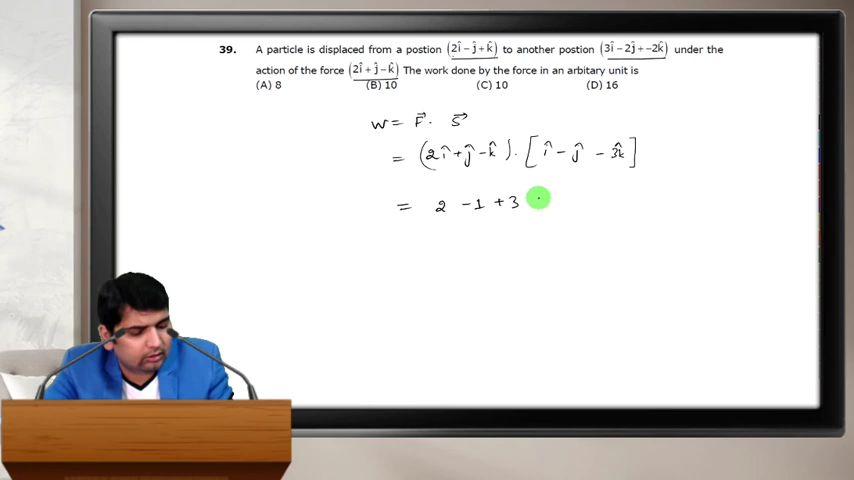 39. A particle is displaced from a postion (2î – ĵ + k̂) to another postion (3î – 2ĵ + –2k̂) under the
action of the force (2î + ĵ – k̂) The work done by the force in an arbitary unit is
(A) 8 (B) 10 (C) 10 (D) 16
W = F⃗ . S⃗
= (2î + ĵ – k̂) . [î – ĵ – 3k̂]
= 2 –1 +3